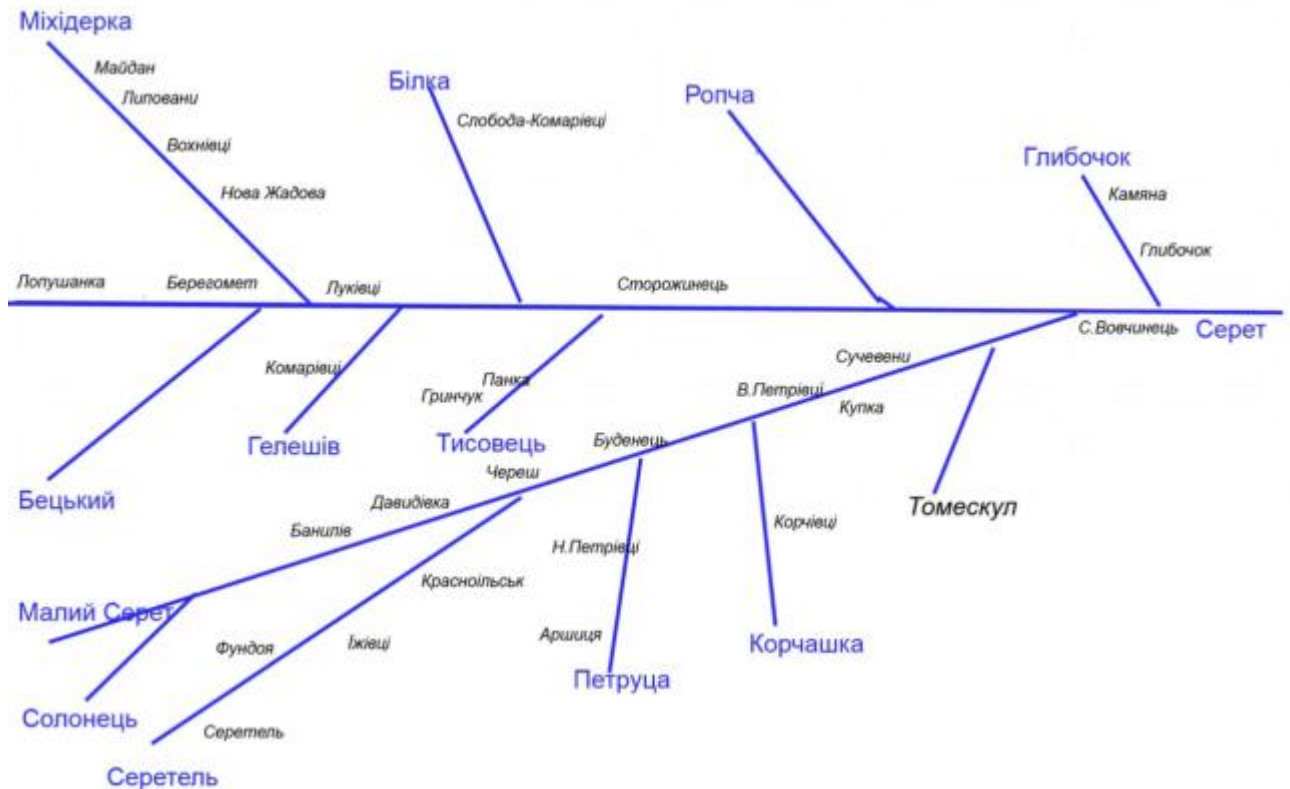 Міхідерка
Майдан
Липовани
Вохнівці
Нова Жадова
Білка
Слобода-Комарівці
Ропча
Глибочок
Камяна
Глибочок
Лопушанка
Берегомет
Луківці
Сторожинець
С.Вовчинець
Серет
Комарівці
Гелешів
Панка
Гринчук
Тисовець
Бецький
Сучевени
В.Петрівці
Купка
Буденець
Череш
Давидівка
Банилів
Томескул
Корчівці
Н.Петрівці
Красноільськ
Малий Серет
Фундоя
Їжівці
Аршиця
Корчашка
Петруца
Солонець
Серетель
Серетель